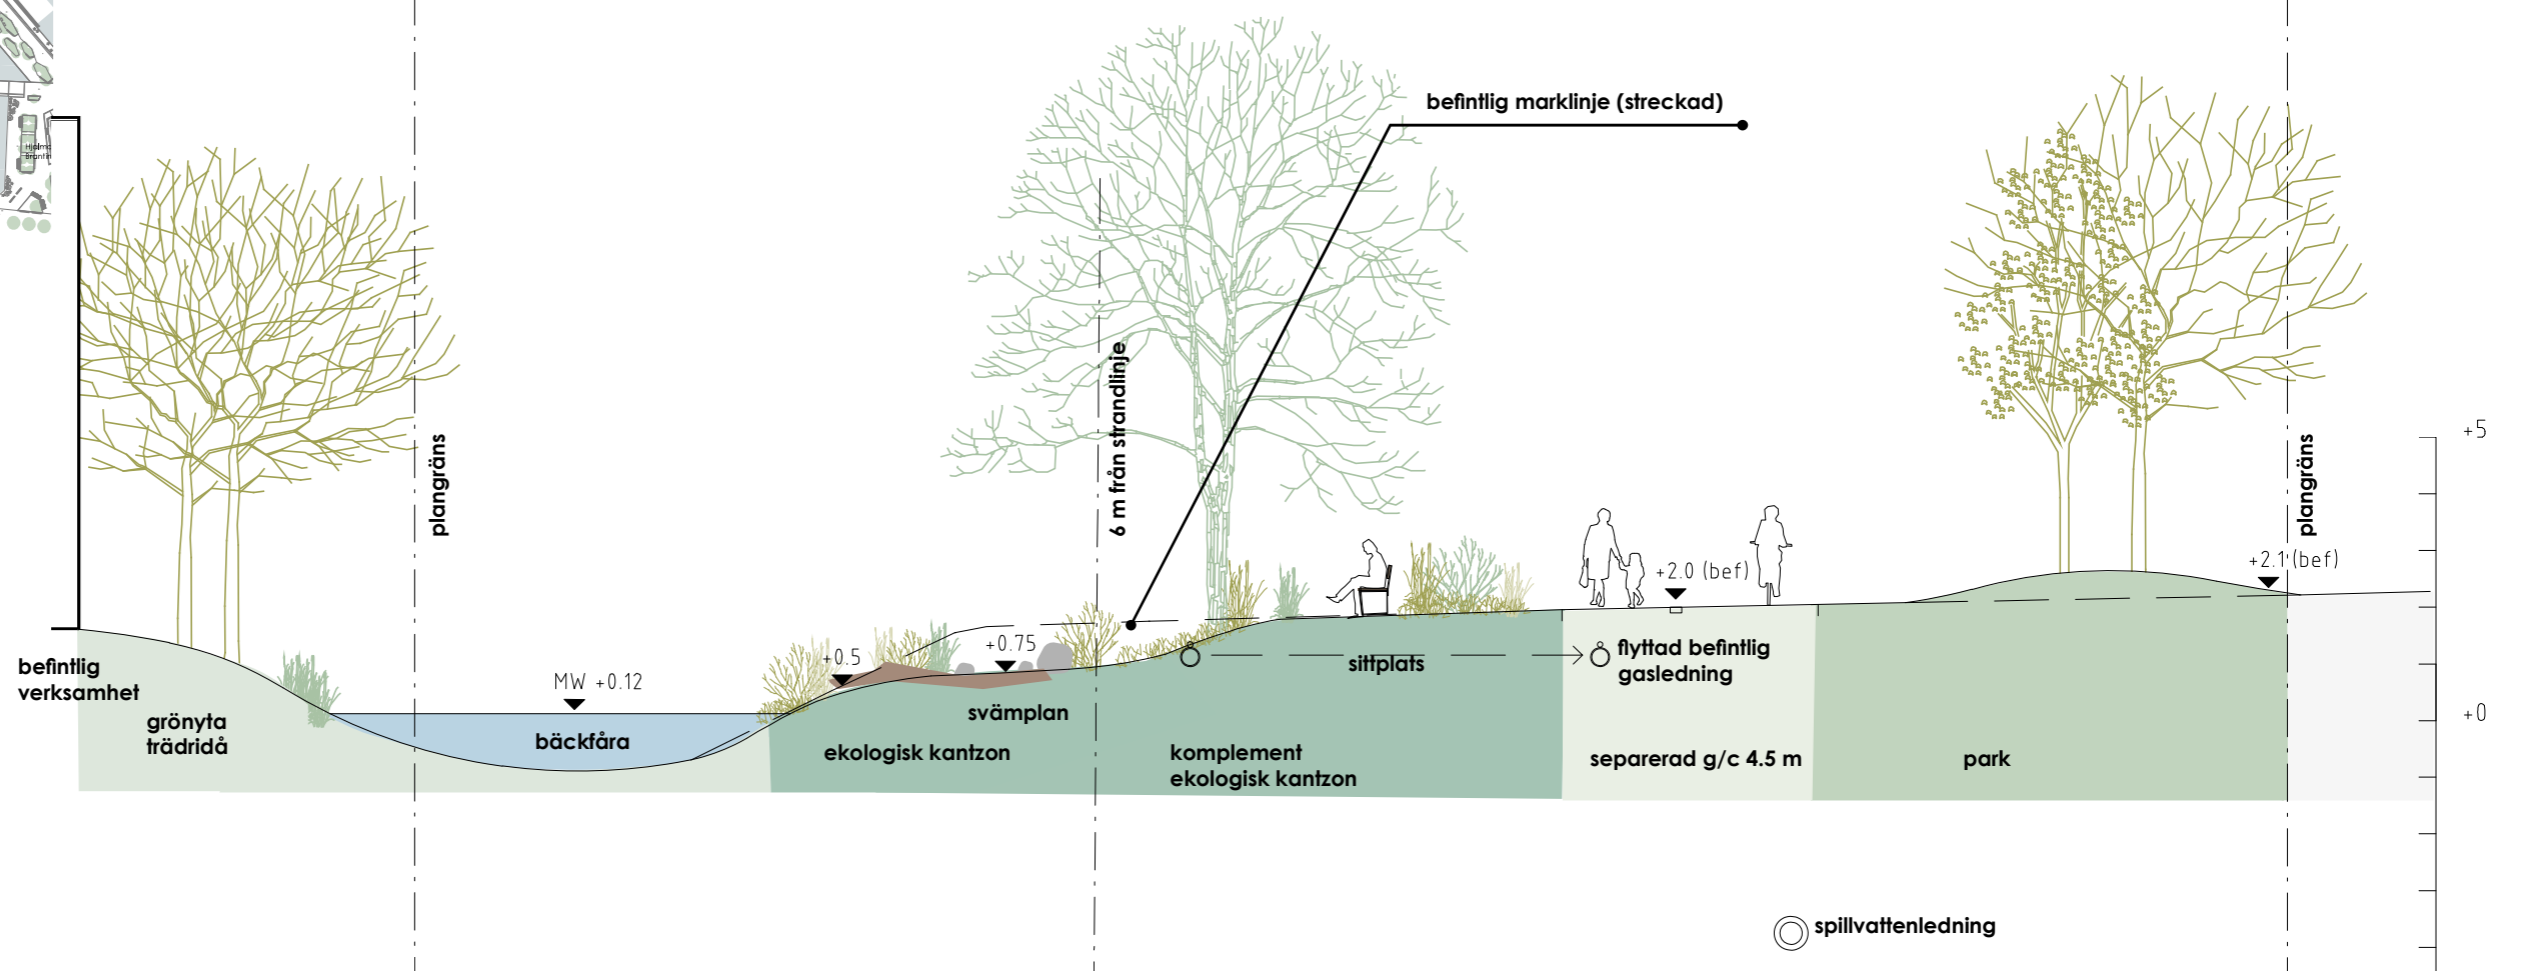 Hjalma
Brantin
befintlig marklinje (streckad)
6 m från strandlinje
plangräns
plangräns
+5
+2.1 (bef)
+2.0 (bef)
+0.75
+0.5
MW +0.12
befintlig
verksamhet
grönyta
trädridå
bäckfåra
svämplan
ekologisk kantzon
komplement
ekologisk kantzon
sittplats
flyttad befintlig
gasledning
separerad g/c 4.5 m
park
+0
spillvattenledning